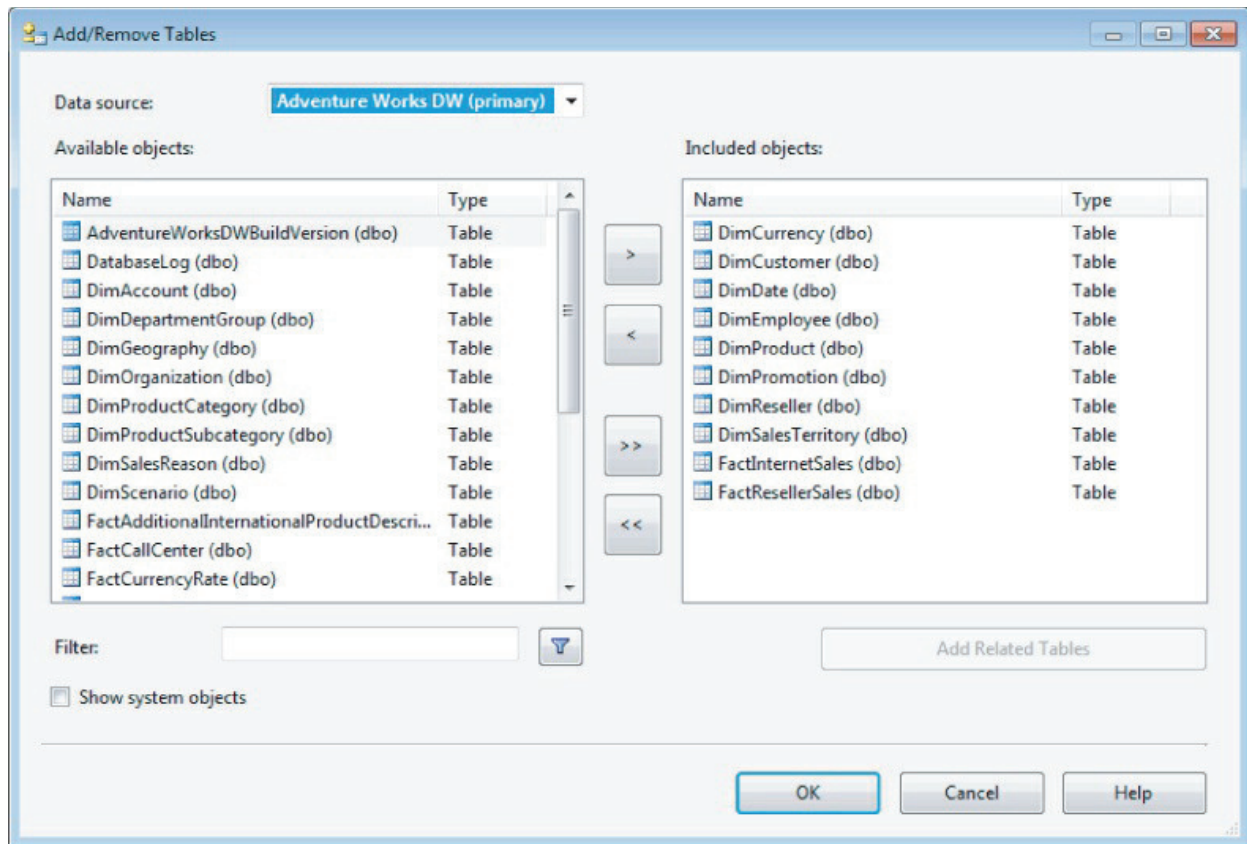 Add/Remove Tables
Data source: Adventure Works DW (primary)
Available objects:
Name Type
AdventureWorksDWBuildVersion (dbo) Table
DatabaseLog (dbo) Table
DimAccount (dbo) Table
DimDepartmentGroup (dbo) Table
DimGeography (dbo) Table
DimOrganization (dbo) Table
DimProductCategory (dbo) Table
DimProductSubcategory (dbo) Table
DimSalesReason (dbo) Table
DimScenario (dbo) Table
FactAdditionalInternationalProductDescri... Table
FactCallCenter (dbo) Table
FactCurrencyRate (dbo) Table
>
<
>>
<<
Included objects:
Name Type
DimCurrency (dbo) Table
DimCustomer (dbo) Table
DimDate (dbo) Table
DimEmployee (dbo) Table
DimProduct (dbo) Table
DimPromotion (dbo) Table
DimReseller (dbo) Table
DimSalesTerritory (dbo) Table
FactInternetSales (dbo) Table
FactResellerSales (dbo) Table
Filter:
Add Related Tables
Show system objects
OK Cancel Help